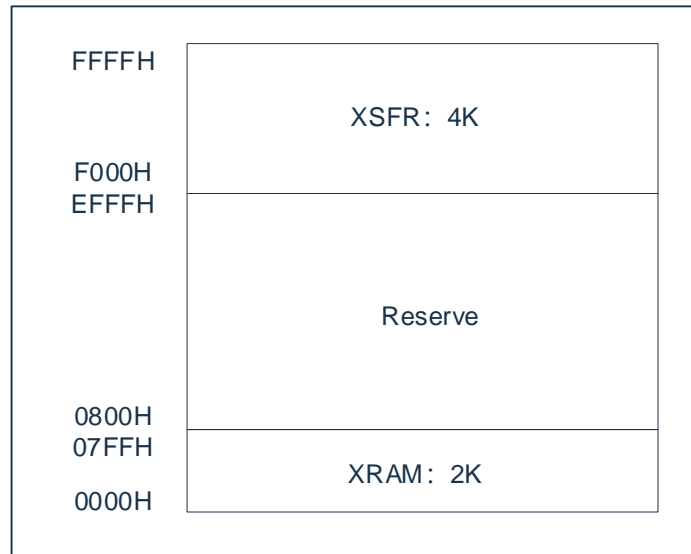 FFFFH
XSFR: 4K
F000H
EFFFH
Reserve
0800H
07FFH
XRAM: 2K
0000H